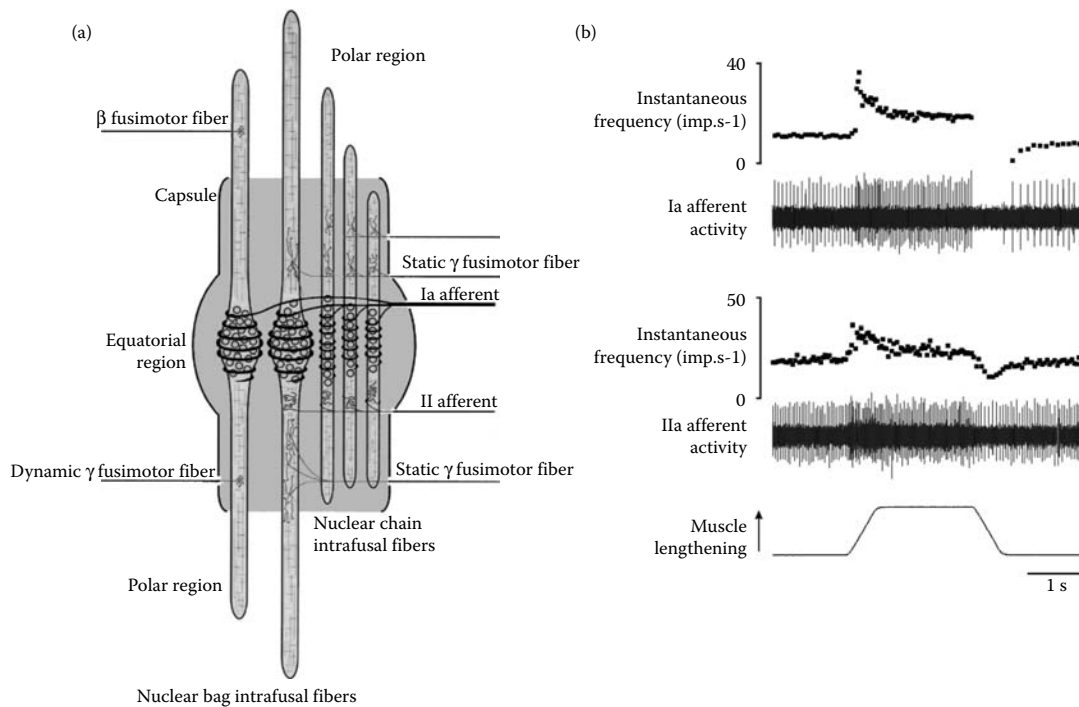 (a)
Polar region
β fusimotor fiber
Capsule
Static γ fusimotor fiber
Ia afferent
Equatorial
region
II afferent
Dynamic γ fusimotor fiber
Static γ fusimotor fiber
Nuclear chain
intrafusal fibers
Polar region
Nuclear bag intrafusal fibers
(b)
40
Instantaneous
frequency (imp.s-1)
0
Ia afferent
activity
50
Instantaneous
frequency (imp.s-1)
0
IIa afferent
activity
Muscle
lengthening
1 s